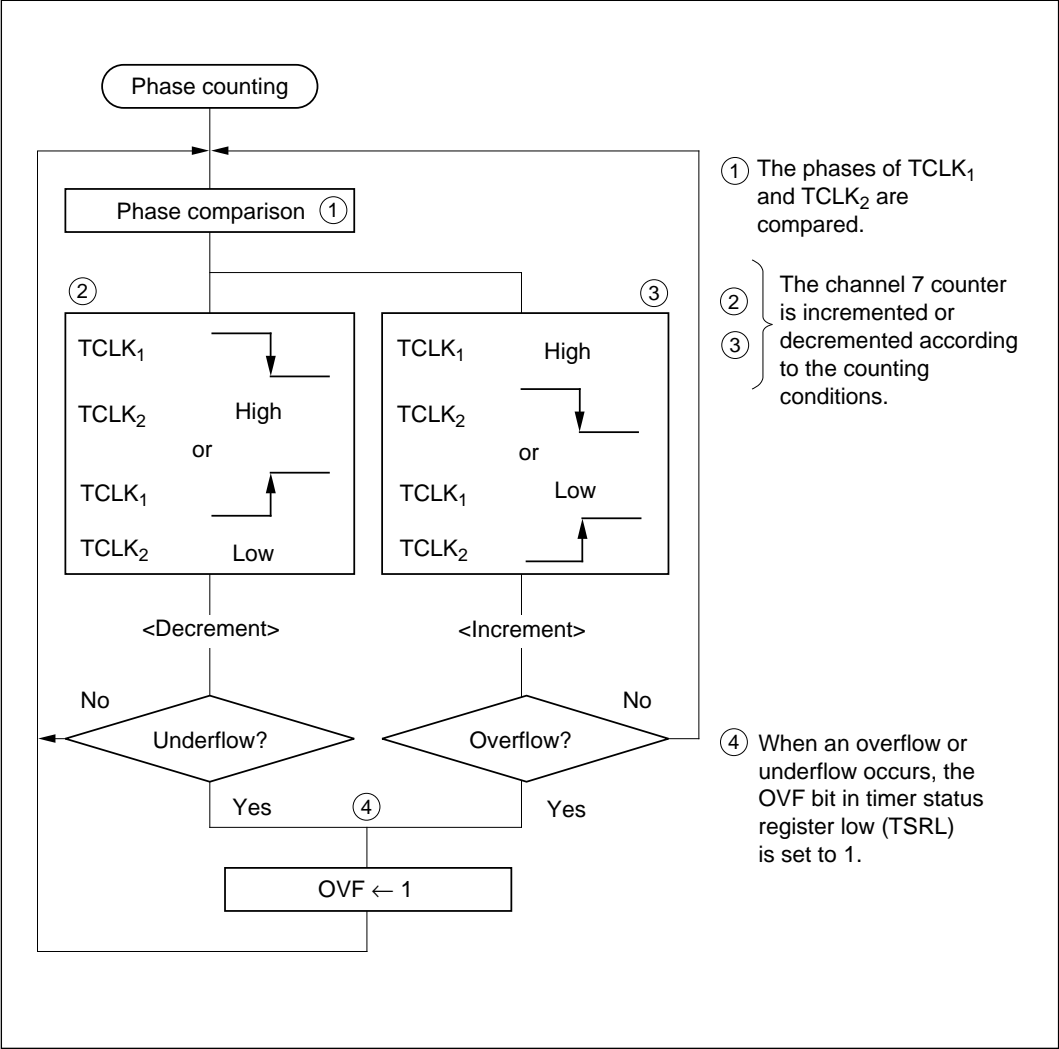 Phase counting
Phase comparison ①
① The phases of TCLK₁
and TCLK₂ are
compared.
②
③
② The channel 7 counter
is incremented or
③ decremented according
to the counting
conditions.
TCLK₁
TCLK₂ High
or
TCLK₁
TCLK₂ Low
TCLK₁ High
TCLK₂
or
TCLK₁ Low
TCLK₂
<Decrement>
<Increment>
No
Underflow?
Yes
No
Overflow?
Yes
④
④ When an overflow or
underflow occurs, the
OVF bit in timer status
register low (TSRL)
is set to 1.
OVF ← 1